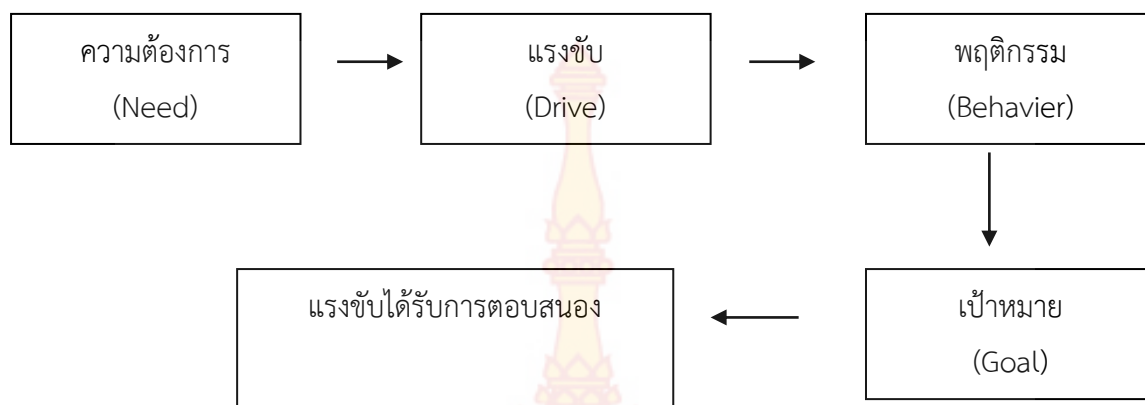 ความต้องการ
(Need)
แรงขับ
(Drive)
พฤติกรรม
(Behavier)
แรงขับได้รับการตอบสนอง
เป้าหมาย
(Goal)